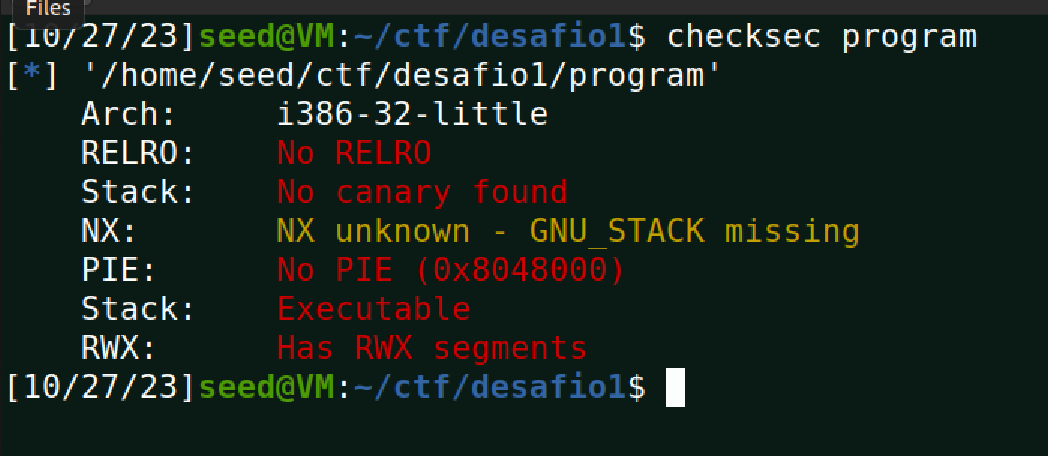 Files
[10/27/23]seed@VM:~/ctf/desafio1$ checksec program
[*] '/home/seed/ctf/desafio1/program'
    Arch:     i386-32-little
    RELRO:    No RELRO
    Stack:    No canary found
    NX:       NX unknown - GNU_STACK missing
    PIE:      No PIE (0x8048000)
    Stack:    Executable
    RWX:      Has RWX segments
[10/27/23]seed@VM:~/ctf/desafio1$